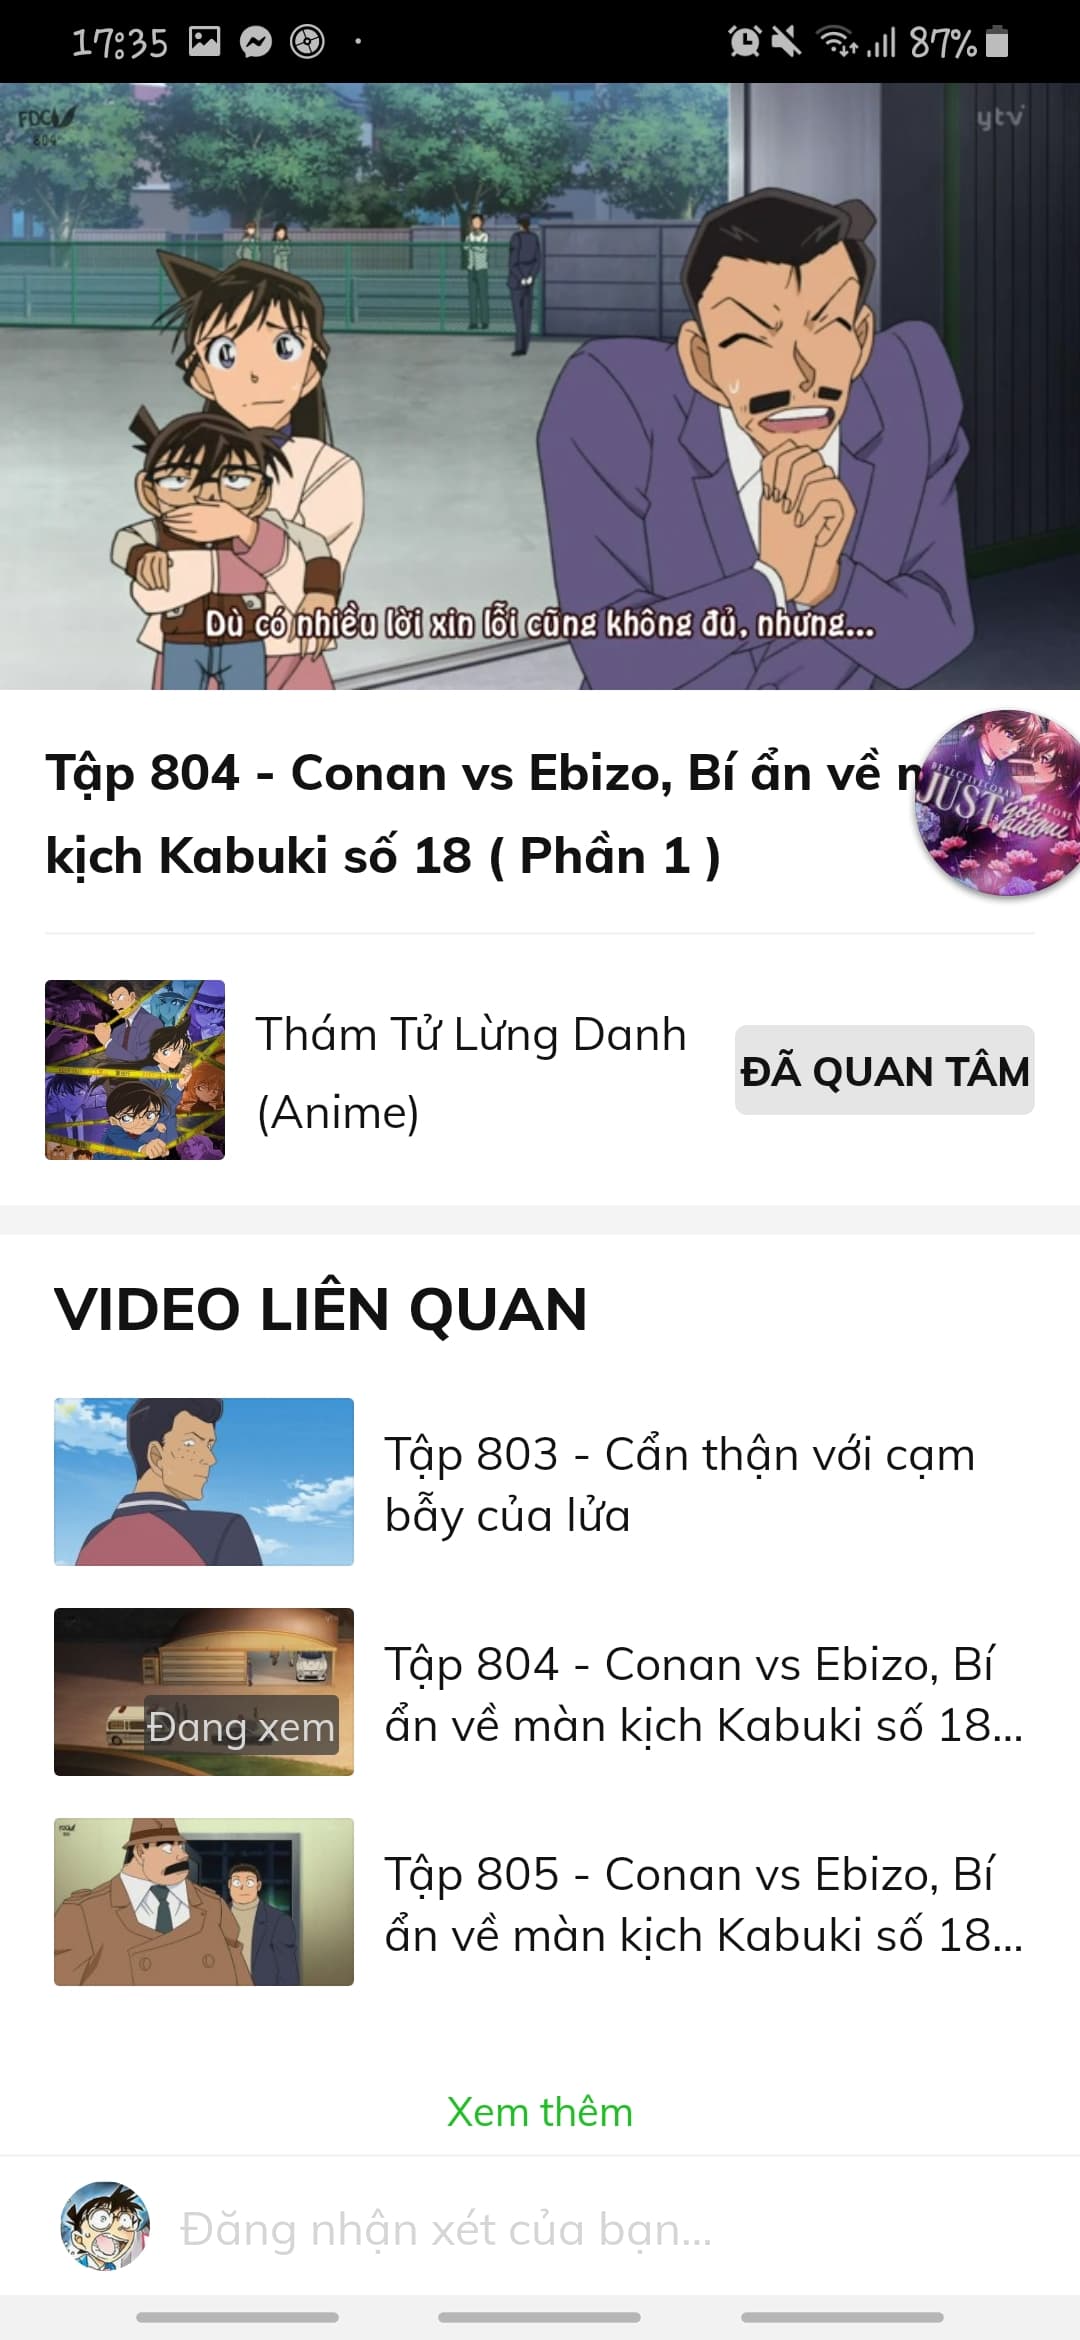 17:35
87%
FDC
804
ytv
Dù có nhiều lời xin lỗi cũng không đủ, nhưng...
Tập 804 - Conan vs Ebizo, Bí ẩn về
kịch Kabuki số 18 ( Phần 1 )
DETECTIVE CONAN
JUST
Thám Tử Lừng Danh
(Anime)
ĐÃ QUAN TÂM
VIDEO LIÊN QUAN
Tập 803 - Cẩn thận với cạm
bẫy của lửa
Đang xem
Tập 804 - Conan vs Ebizo, Bí
ẩn về màn kịch Kabuki số 18...
Tập 805 - Conan vs Ebizo, Bí
ẩn về màn kịch Kabuki số 18...
Xem thêm
Đăng nhận xét của bạn...